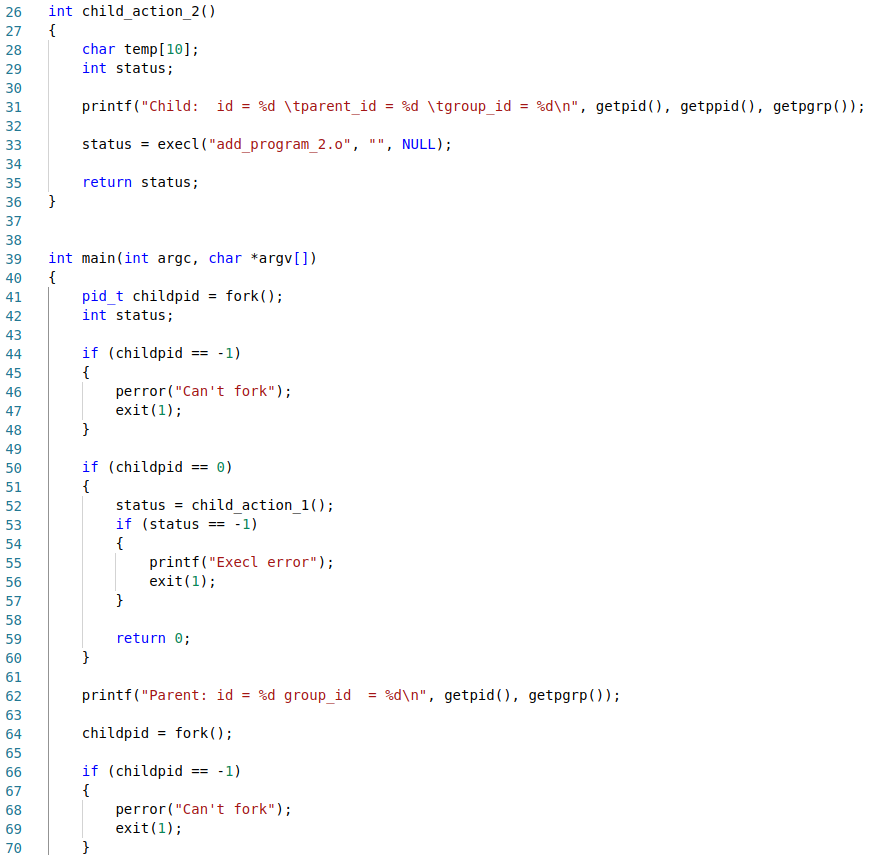 26 int child_action_2()
27 {
28     char temp[10];
29     int status;
30
31     printf("Child:  id = %d \tparent_id = %d \tgroup_id = %d\n", getpid(), getppid(), getpgrp());
32
33     status = execl("add_program_2.o", "", NULL);
34
35     return status;
36 }
37
38
39 int main(int argc, char *argv[])
40 {
41     pid_t childpid = fork();
42     int status;
43
44     if (childpid == -1)
45     {
46         perror("Can't fork");
47         exit(1);
48     }
49
50     if (childpid == 0)
51     {
52         status = child_action_1();
53         if (status == -1)
54         {
55             printf("Execl error");
56             exit(1);
57         }
58
59         return 0;
60     }
61
62     printf("Parent: id = %d group_id  = %d\n", getpid(), getpgrp());
63
64     childpid = fork();
65
66     if (childpid == -1)
67     {
68         perror("Can't fork");
69         exit(1);
70     }